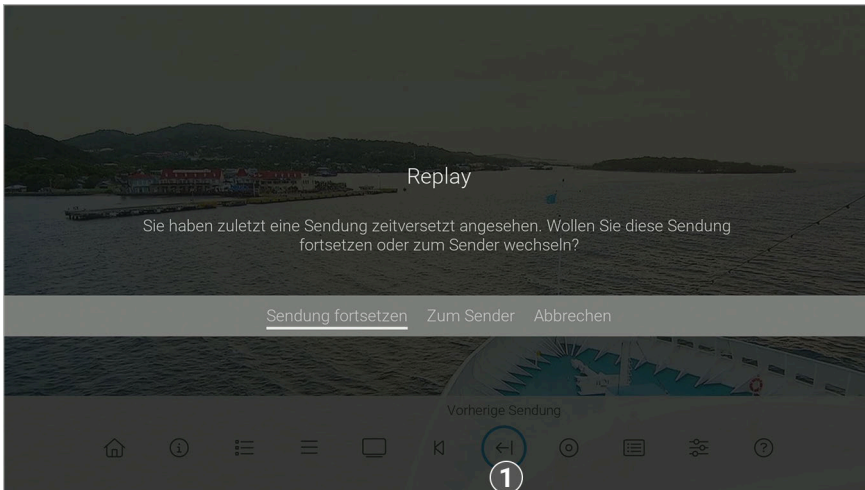 Replay
Sie haben zuletzt eine Sendung zeitversetzt angesehen. Wollen Sie diese Sendung
fortsetzen oder zum Sender wechseln?
Sendung fortsetzen Zum Sender Abbrechen
Vorherige Sendung
1